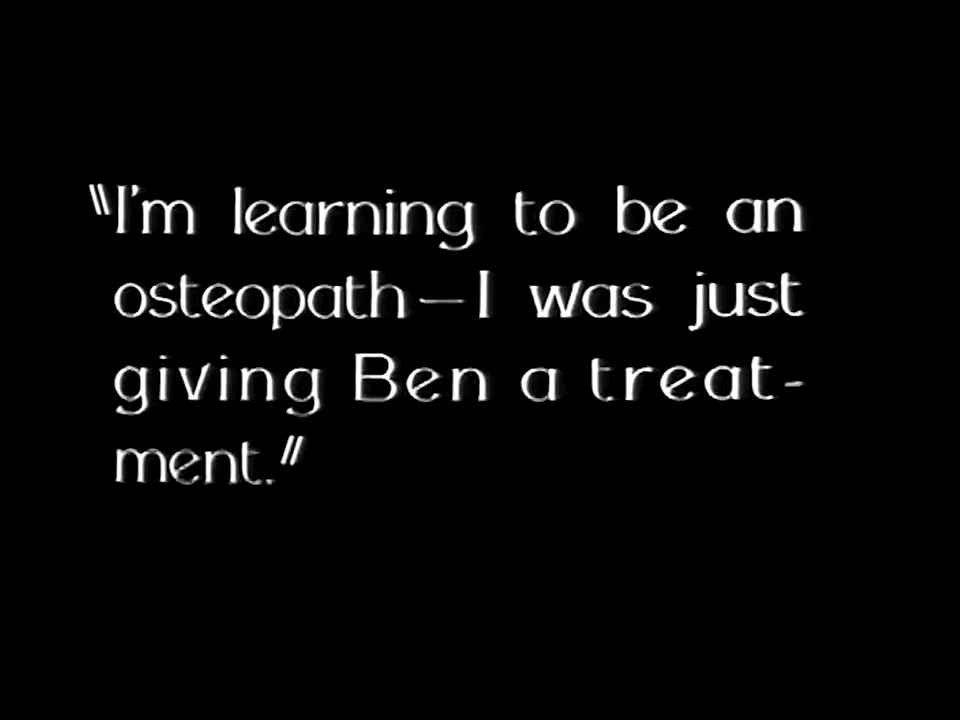 "I'm learning to be an
osteopath—I was just
giving Ben a treat-
ment."